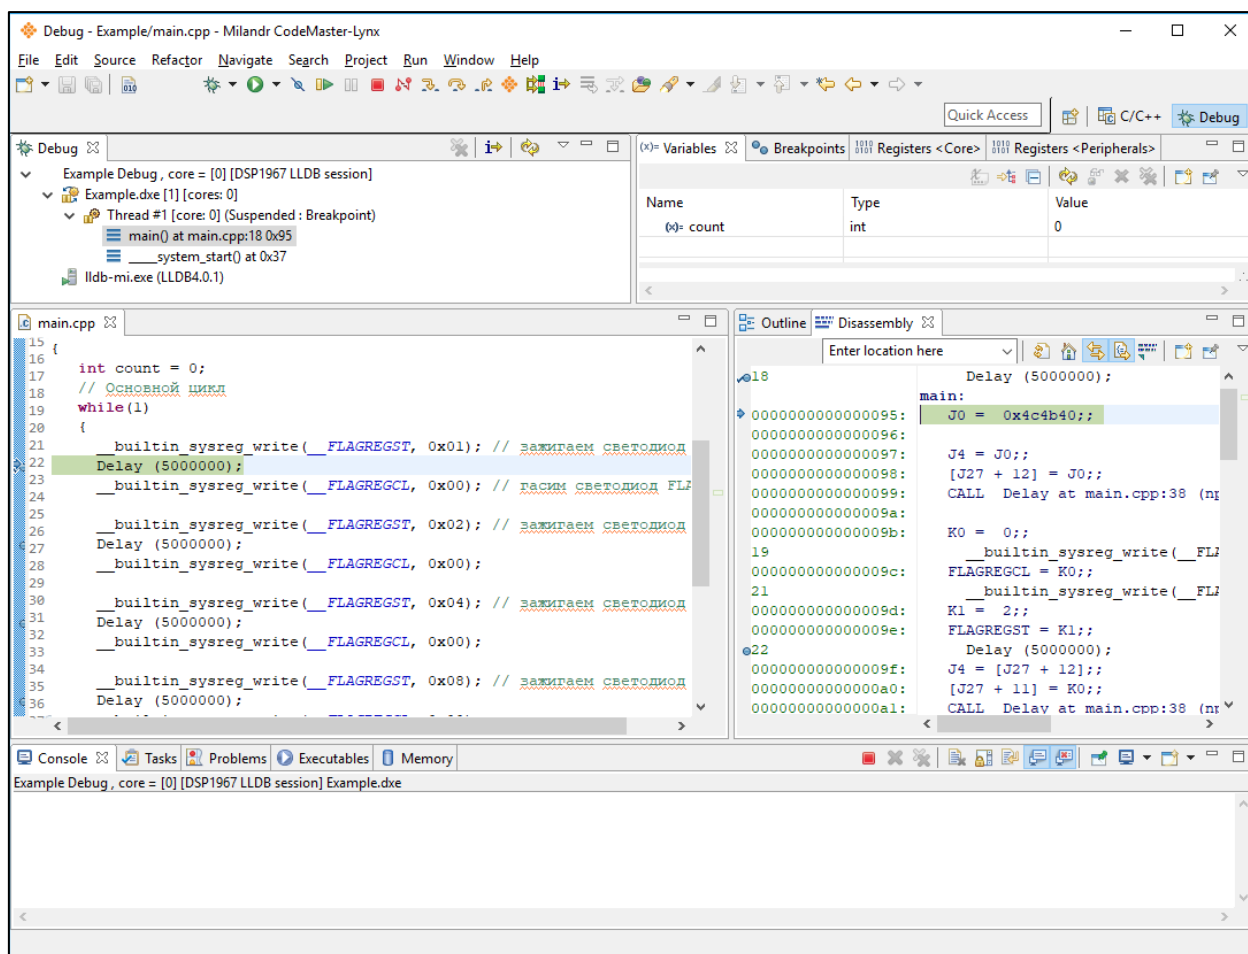 Debug - Example/main.cpp - Milandr CodeMaster-Lynx
File Edit Source Refactor Navigate Search Project Run Window Help
Quick Access C/C++ Debug
Debug
Example Debug , core = [0] [DSP1967 LLDB session]
Example.dxe [1] [cores: 0]
Thread #1 [core: 0] (Suspended : Breakpoint)
main() at main.cpp:18 0x95
____system_start() at 0x37
lldb-mi.exe (LLDB4.0.1)
(x)= Variables Breakpoints Registers <Core> Registers <Peripherals>
Name Type Value
(x)= count int 0
main.cpp
15 {
16
17 int count = 0;
18 // Основной цикл
19 while(1)
20 {
21 __builtin_sysreg_write(__FLAGREGST, 0x01); // зажигаем светодиод
22 Delay (5000000);
23 __builtin_sysreg_write(__FLAGREGCL, 0x00); // гасим светодиод FLA
24
25
26 __builtin_sysreg_write(__FLAGREGST, 0x02); // зажигаем светодиод
27 Delay (5000000);
28 __builtin_sysreg_write(__FLAGREGCL, 0x00);
29
30 __builtin_sysreg_write(__FLAGREGST, 0x04); // зажигаем светодиод
31 Delay (5000000);
32 __builtin_sysreg_write(__FLAGREGCL, 0x00);
33
34
35 __builtin_sysreg_write(__FLAGREGST, 0x08); // зажигаем светодиод
36 Delay (5000000);
Outline Disassembly
Enter location here
18 Delay (5000000);
main:
0000000000000095: J0 = 0x4c4b40;;
0000000000000096:
0000000000000097: J4 = J0;;
0000000000000098: [J27 + 12] = J0;;
0000000000000099: CALL Delay at main.cpp:38 (np
000000000000009a:
000000000000009b: K0 = 0;;
19 __builtin_sysreg_write(__FLA
000000000000009c: FLAGREGCL = K0;;
21 __builtin_sysreg_write(__FLA
000000000000009d: K1 = 2;;
000000000000009e: FLAGREGST = K1;;
22 Delay (5000000);
000000000000009f: J4 = [J27 + 12];;
00000000000000a0: [J27 + 11] = K0;;
00000000000000a1: CALL Delay at main.cpp:38 (np
Console Tasks Problems Executables Memory
Example Debug , core = [0] [DSP1967 LLDB session] Example.dxe